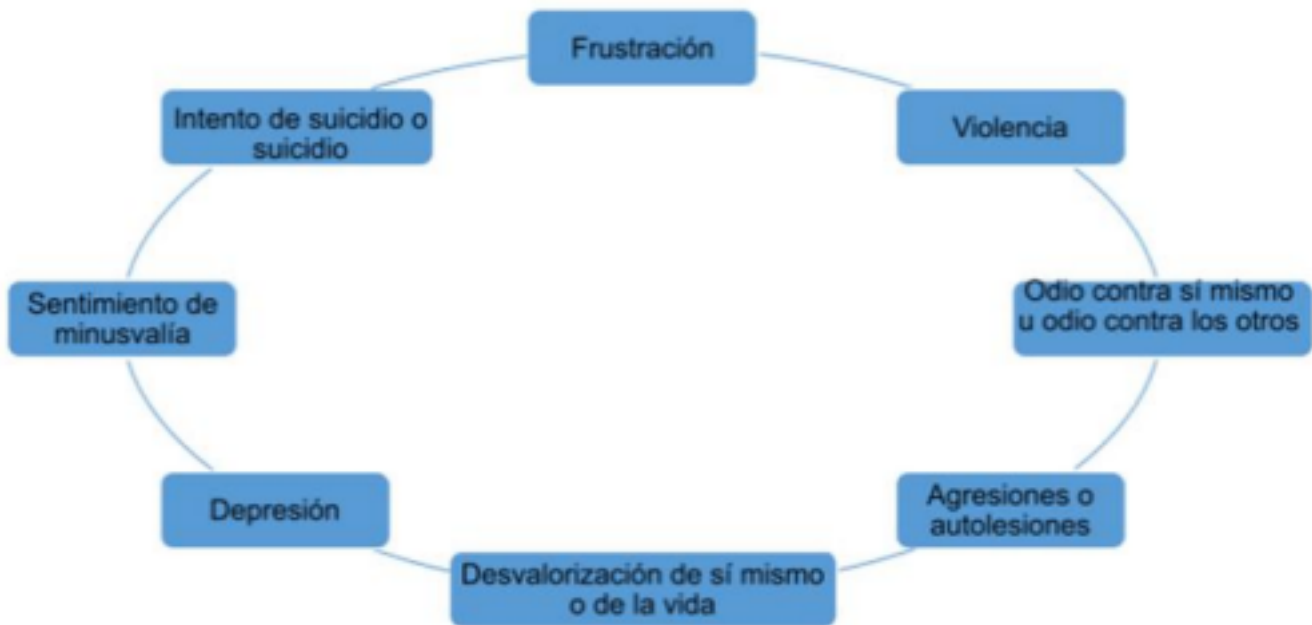 Frustración
Violencia
Odio contra sí mismo
u odio contra los otros
Agresiones o
autolesiones
Desvalorización de sí mismo
o de la vida
Depresión
Sentimiento de
minusvalía
Intento de suicidio o
suicidio